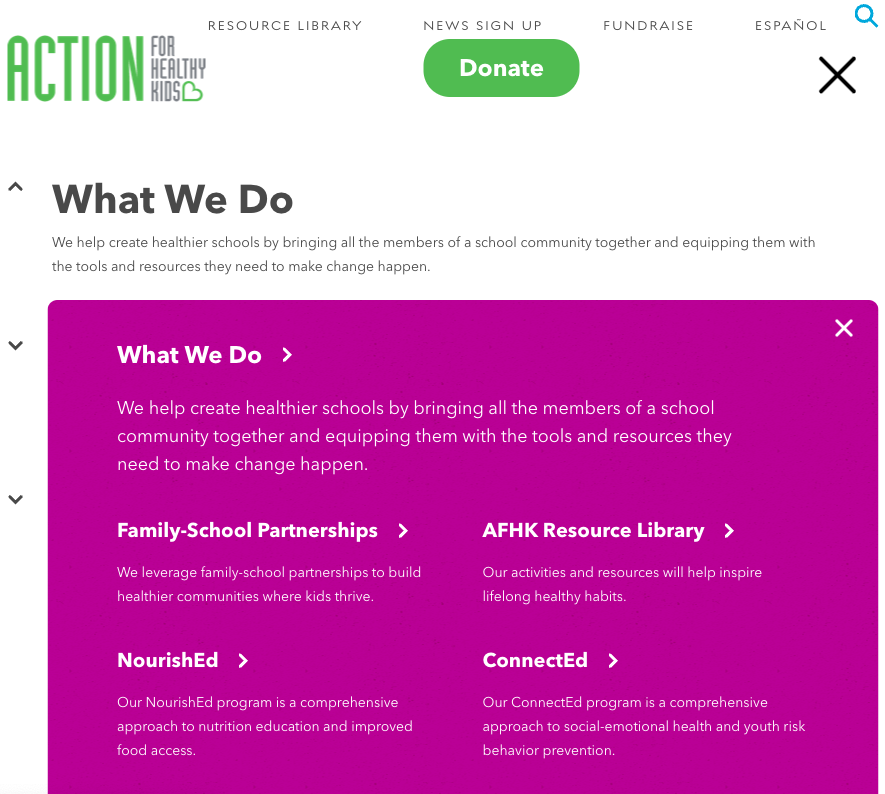 RESOURCE LIBRARY NEWS SIGN UP FUNDRAISE ESPAÑOL
ACTION FOR HEALTHY KIDS
Donate
What We Do
We help create healthier schools by bringing all the members of a school community together and equipping them with
the tools and resources they need to make change happen.
What We Do
We help create healthier schools by bringing all the members of a school
community together and equipping them with the tools and resources they
need to make change happen.
Family-School Partnerships
We leverage family-school partnerships to build
healthier communities where kids thrive.
AFHK Resource Library
Our activities and resources will help inspire
lifelong healthy habits.
NourishEd
Our NourishEd program is a comprehensive
approach to nutrition education and improved
food access.
ConnectEd
Our ConnectEd program is a comprehensive
approach to social-emotional health and youth risk
behavior prevention.